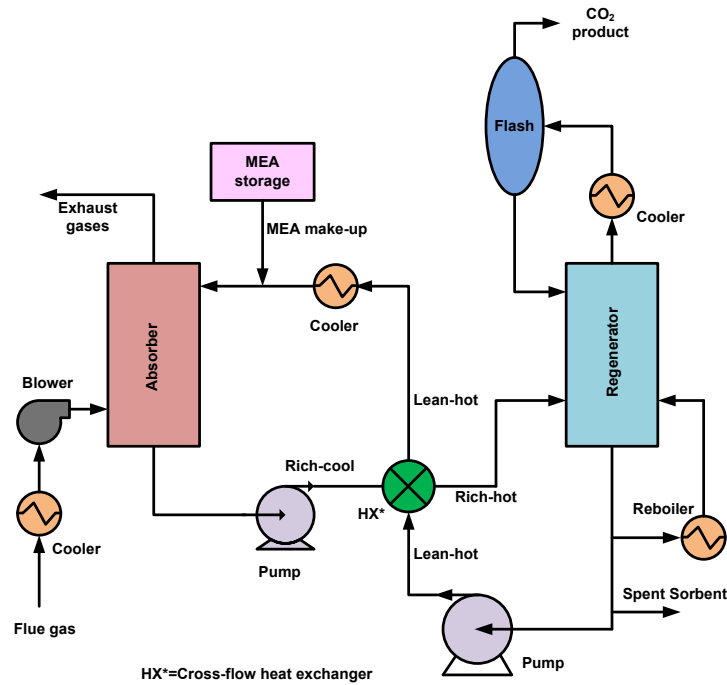 CO₂
product
Flash
MEA
storage
Exhaust
gases
MEA make-up
Cooler
Cooler
Absorber
Regenerator
Blower
Lean-hot
Rich-cool
Rich-hot
HX*
Reboiler
Cooler
Lean-hot
Pump
Spent Sorbent
Flue gas
Pump
HX*=Cross-flow heat exchanger